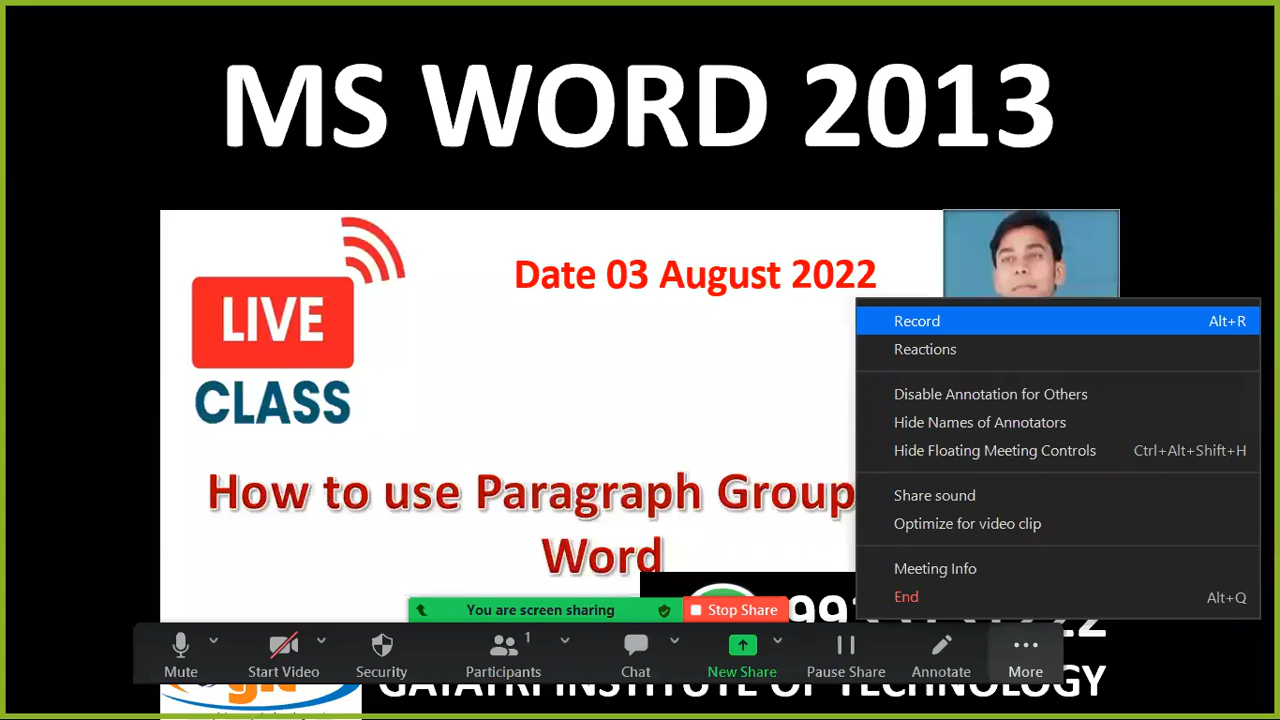 MS WORD 2013
Date 03 August 2022
LIVE
CLASS
How to use Paragraph Group
Word
Record Alt+R
Reactions
Disable Annotation for Others
Hide Names of Annotators
Hide Floating Meeting Controls Ctrl+Alt+Shift+H
Share sound
Optimize for video clip
Meeting Info
End Alt+Q
You are screen sharing Stop Share
1
Mute Start Video Security Participants Chat New Share Pause Share Annotate More
INSTITUTE OF TECHNOLOGY